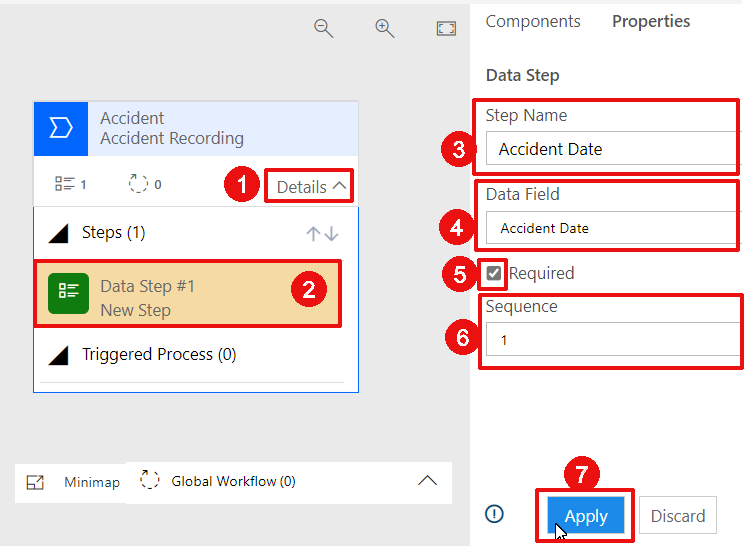 Components Properties
Accident
Accident Recording
1 0
1
Details
Steps (1)
Data Step #1
New Step
2
Triggered Process (0)
Minimap
Global Workflow (0)
Data Step
Step Name
3
Accident Date
Data Field
4
Accident Date
5
Required
Sequence
6
1
7
Apply
Discard